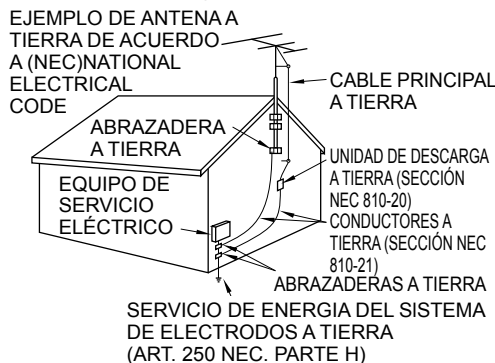 EJEMPLO DE ANTENA A
TIERRA DE ACUERDO
A (NEC)NATIONAL
ELECTRICAL
CODE
CABLE PRINCIPAL
A TIERRA
ABRAZADERA
A TIERRA
UNIDAD DE DESCARGA
A TIERRA (SECCIÓN
NEC 810-20)
EQUIPO DE
SERVICIO
ELÉCTRICO
CONDUCTORES A
TIERRA (SECCIÓN NEC
810-21)
ABRAZADERAS A TIERRA
SERVICIO DE ENERGIA DEL SISTEMA
DE ELECTRODOS A TIERRA
(ART. 250 NEC. PARTE H)